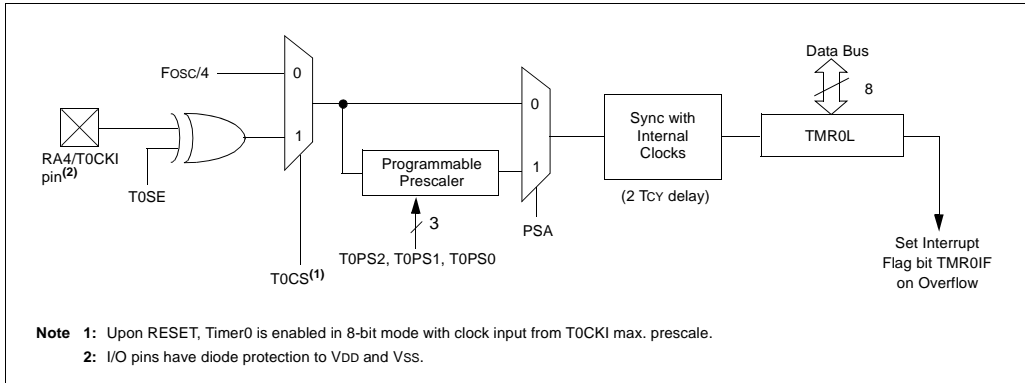 Data Bus
8
FOSC/4
0
1
RA4/T0CKI
pin(2)
T0SE
T0CS(1)
Programmable
Prescaler
3
T0PS2, T0PS1, T0PS0
0
1
PSA
Sync with
Internal
Clocks
(2 TCY delay)
TMR0L
Set Interrupt
Flag bit TMR0IF
on Overflow
Note 1: Upon RESET, Timer0 is enabled in 8-bit mode with clock input from T0CKI max. prescale.
2: I/O pins have diode protection to VDD and VSS.